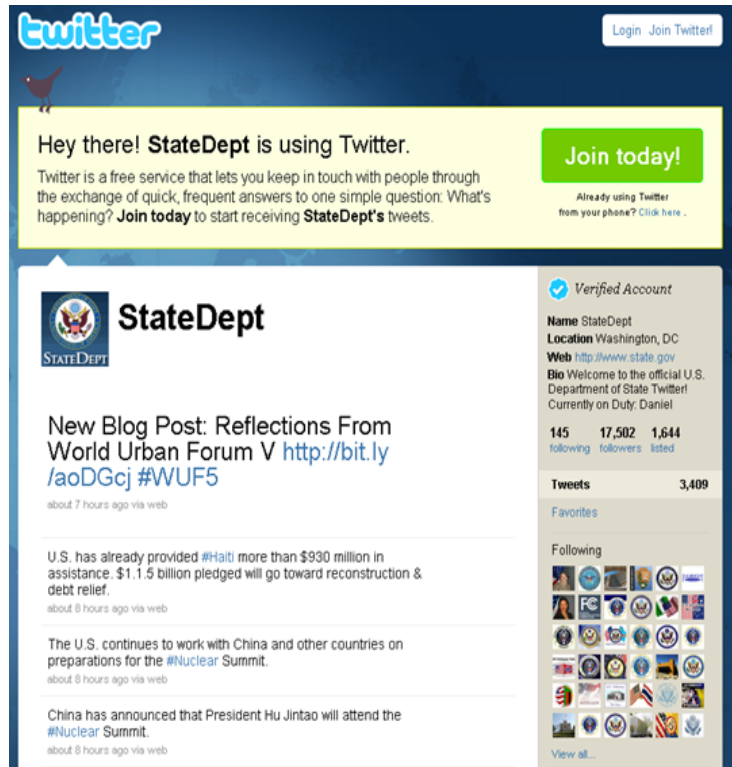 twitter
Login Join Twitter!
Hey there! StateDept is using Twitter.
Twitter is a free service that lets you keep in touch with people through
the exchange of quick, frequent answers to one simple question: What's
happening? Join today to start receiving StateDept's tweets.
Join today!
Already using Twitter
from your phone? Click here .
STATEDEPT
StateDept
New Blog Post: Reflections From
World Urban Forum V http://bit.ly
/aoDGcj #WUF5
about 7 hours ago via web
U.S. has already provided #Haiti more than $930 million in
assistance. $1.1.5 billion pledged will go toward reconstruction &
debt relief.
about 8 hours ago via web
The U.S. continues to work with China and other countries on
preparations for the #Nuclear Summit.
about 8 hours ago via web
China has announced that President Hu Jintao will attend the
#Nuclear Summit.
about 8 hours ago via web
Verified Account
Name StateDept
Location Washington, DC
Web http://www.state.gov
Bio Welcome to the official U.S.
Department of State Twitter!
Currently on Duty: Daniel
145 17,502 1,644
following followers listed
Tweets 3,409
Favorites
Following
FC
View all...